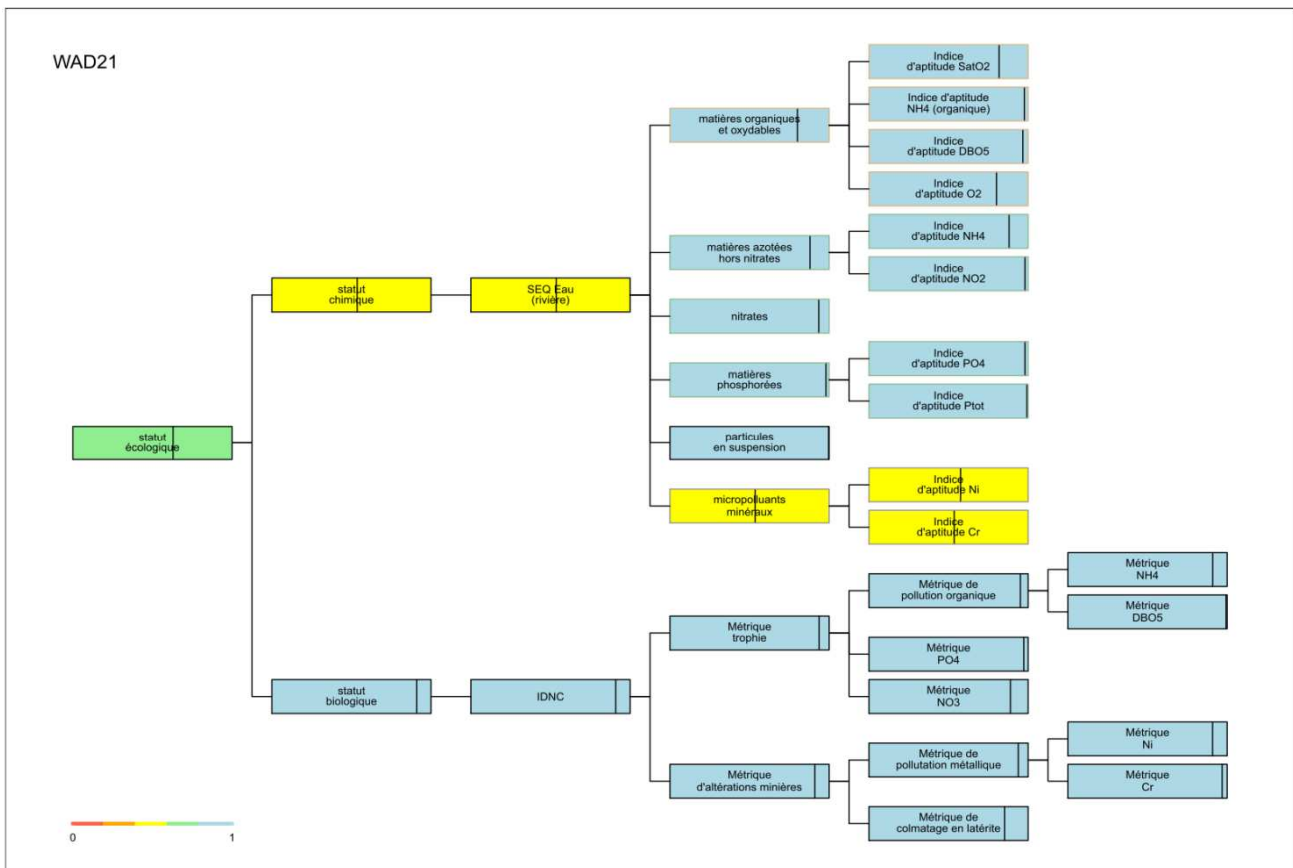 WAD21
Indice
d'aptitude SatO2
Indice d'aptitude
NH4 (organique)
matières organiques
et oxydables
Indice
d'aptitude DBO5
Indice
d'aptitude O2
Indice
d'aptitude NH4
matières azotées
hors nitrates
Indice
d'aptitude NO2
statut
chimique
SEQ Eau
(rivière)
nitrates
Indice
d'aptitude PO4
matières
phosphorées
Indice
d'aptitude Ptot
statut
écologique
particules
en suspension
Indice
d'aptitude Ni
micropolluants
minéraux
Indice
d'aptitude Cr
Métrique
NH4
Métrique de
pollution organique
Métrique
DBO5
Métrique
trophie
Métrique
PO4
statut
biologique
IDNC
Métrique
NO3
Métrique
Ni
Métrique de
pollutation métallique
Métrique
d'altérations minières
Métrique
Cr
Métrique de
colmatage en latérite
0
1